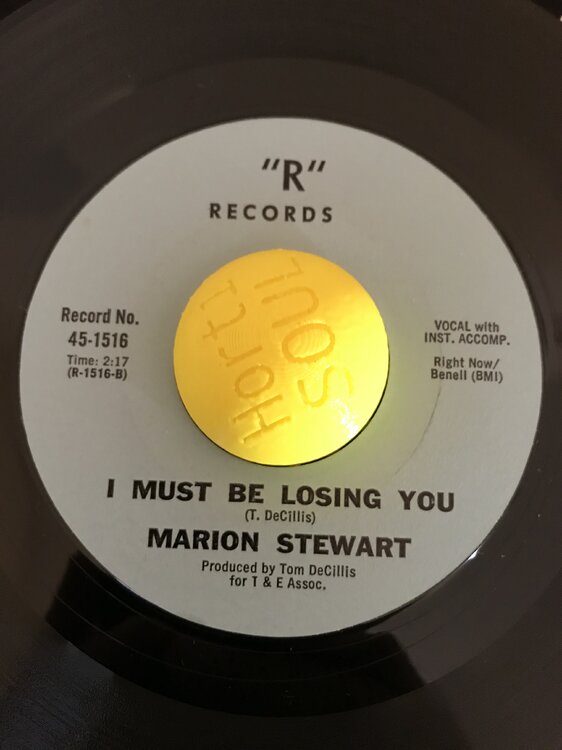 "R"
RECORDS
Record No.
45-1516
Time: 2:17
(R-1516-B)
SOUL
VOCAL with
INST. ACCOMP.
Right Now/
Benell (BMI)
I MUST BE LOSING YOU
(T. DeCillis)
MARION STEWART
Produced by Tom DeCillis
for T & E Assoc.